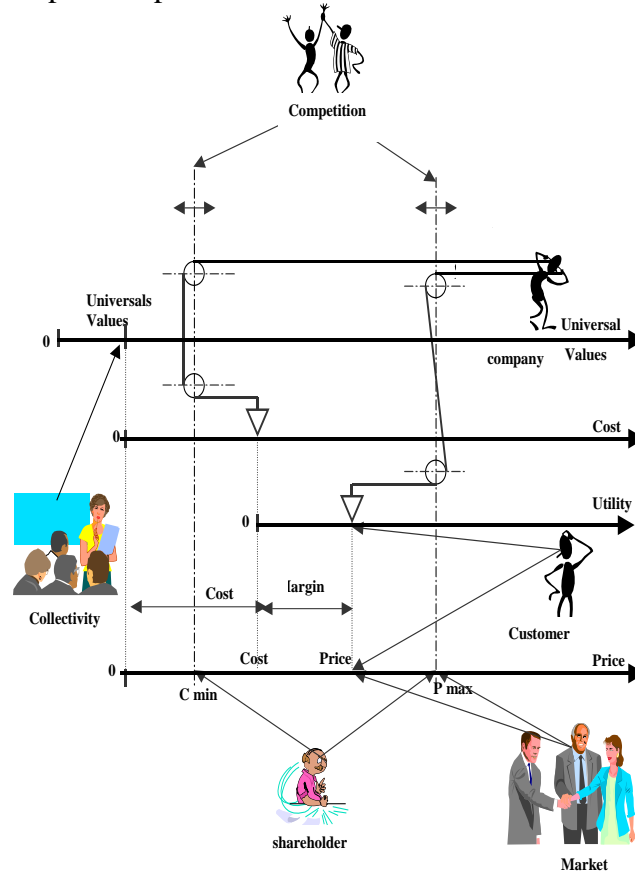 Competition
Universals
Values
0
Universal
company
Values
0
Cost
0
Utility
Cost
argin
Collectivity
Customer
0
Cost
Price
Price
C min
P max
shareholder
Market